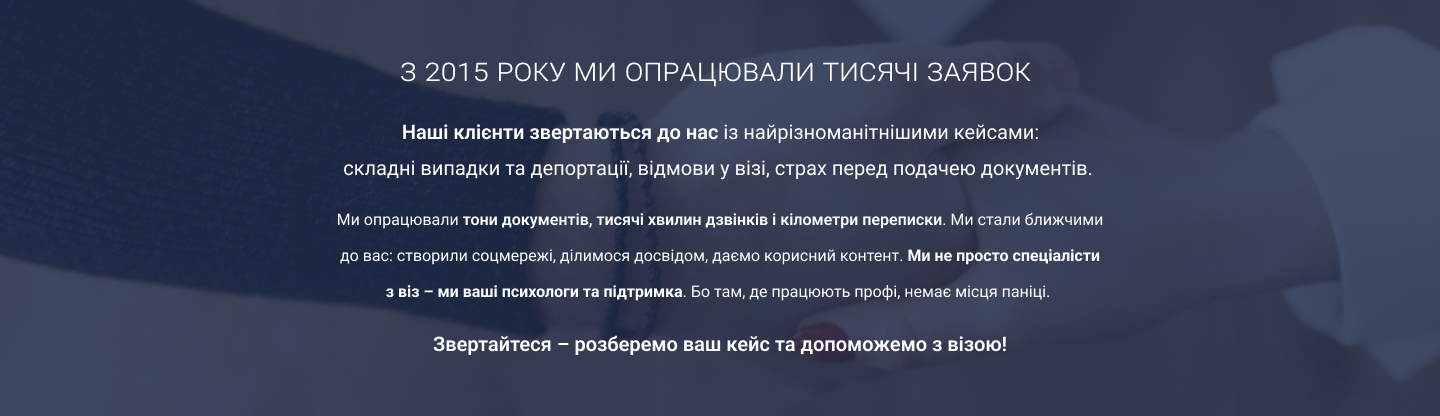 З 2015 РОКУ МИ ОПРАЦЮВАЛИ ТИСЯЧІ ЗАЯВОК
Наші клієнти звертаються до нас із найрізноманітнішими кейсами:
складні випадки та депортації, відмови у візі, страх перед подачею документів.
Ми опрацювали тони документів, тисячі хвилин дзвінків і кілометри переписки. Ми стали ближчими
до вас: створили соцмережі, ділимося досвідом, даємо корисний контент. Ми не просто спеціалісти
з віз – ми ваші психологи та підтримка. Бо там, де працюють профі, немає місця паніці.
Звертайтеся – розберемо ваш кейс та допоможемо з візою!